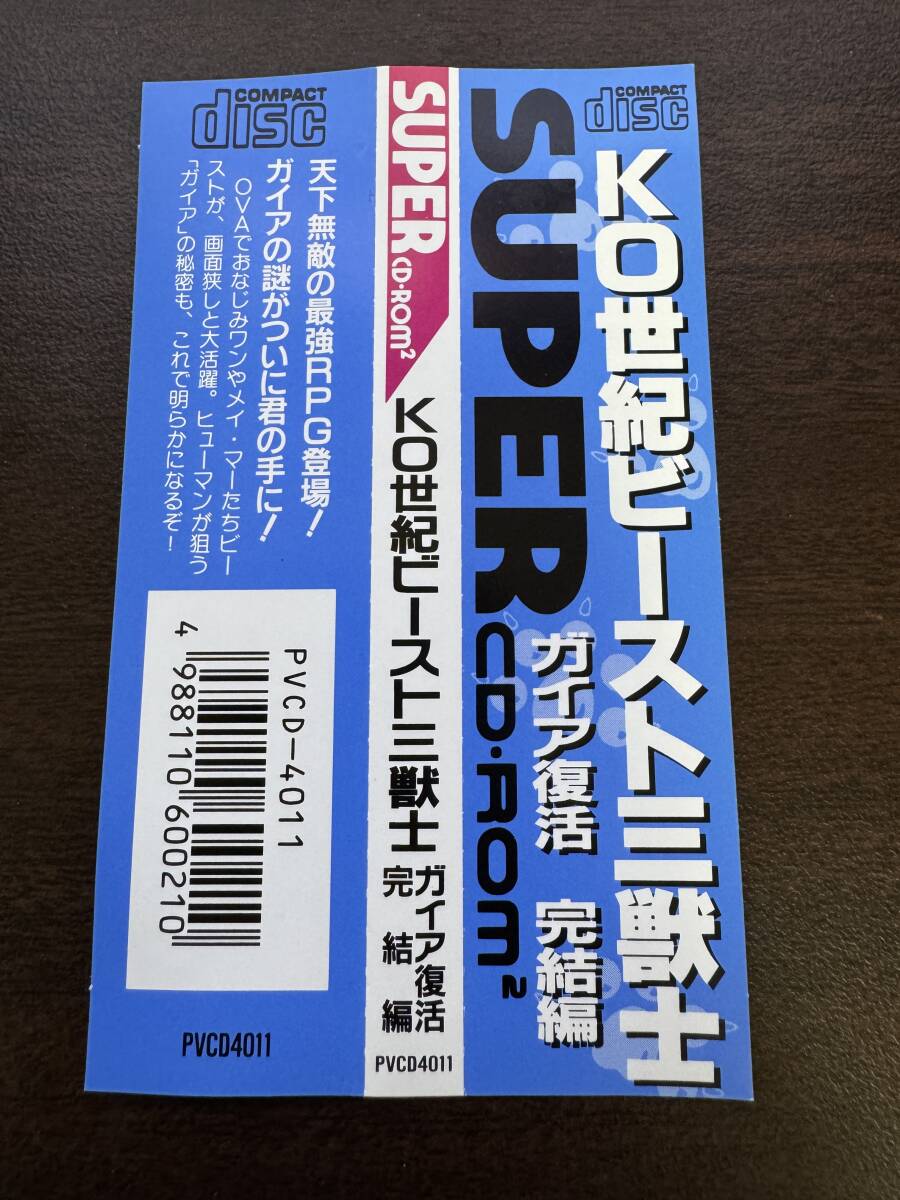 COMPACT
disc
KO世紀ビースト三獣士
SUPER
CD・ROM²
ガイア復活 完結編
SUPER
CD・ROM²
KO世紀ビースト三獣士
ガイア復活
完結編
PVCD4011
COMPACT
disc
天下無敵の最強RPG登場!
ガイアの謎がついに君の手に!
OVAでおなじみワンやメイ・マーたちビー
ストが、画面狭しと大活躍。ヒューマンが狙う
「ガイア」の秘密も、これで明らかになるぞ!
PVCD-4011
4 988110 600210
PVCD4011